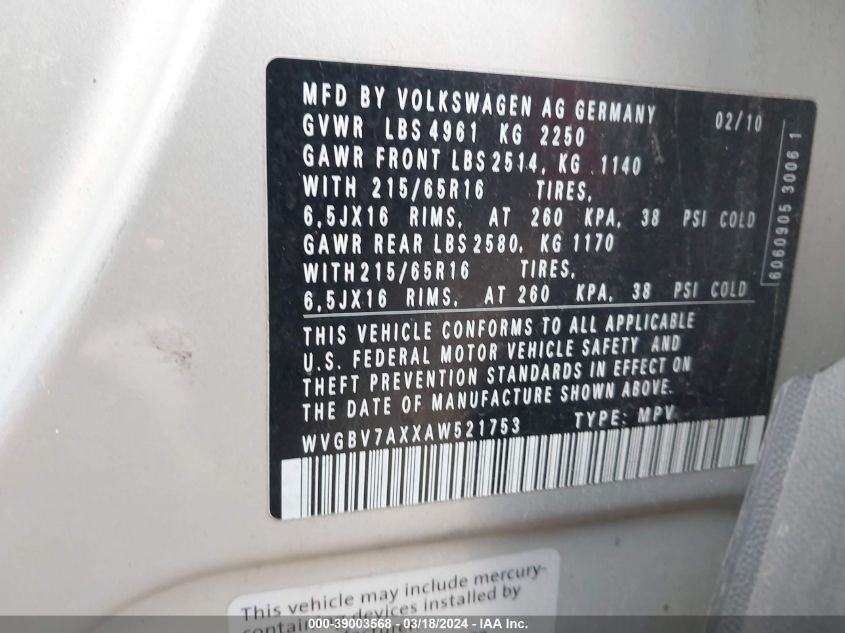 MFD BY VOLKSWAGEN AG GERMANY 02/10
GVWR LBS 4961 KG 2250
GAWR FRONT LBS 2514, KG 1140
WITH 215/65R16 TIRES,
6,5JX16 RIMS, AT 260 KPA, 38 PSI COLD
GAWR REAR LBS 2580, KG 1170
WITH215/65R16 TIRES,
6,5JX16 RIMS, AT 260 KPA, 38 PSI COLD
6060905 30061
THIS VEHICLE CONFORMS TO ALL APPLICABLE
U.S. FEDERAL MOTOR VEHICLE SAFETY AND
THEFT PREVENTION STANDARDS IN EFFECT ON
THE DATE OF MANUFACTURE SHOWN ABOVE.
WVGBV7AXXAW521753 TYPE: MPV
This vehicle may include mercury-
devices installed by
000-39003568 - 03/18/2024 - IAA Inc.